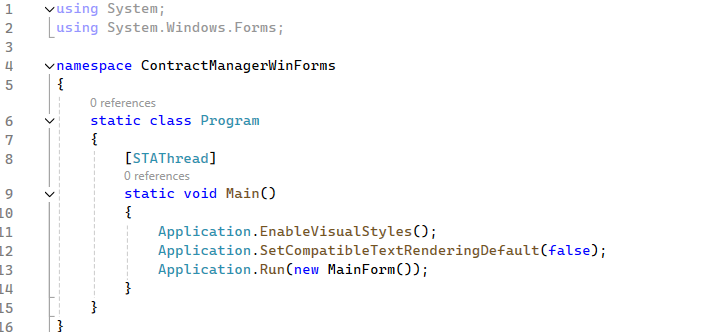 1 using System;
2 using System.Windows.Forms;
3
4 namespace ContractManagerWinForms
5 {
0 references
6 static class Program
7 {
8 [STAThread]
0 references
9 static void Main()
10 {
11 Application.EnableVisualStyles();
12 Application.SetCompatibleTextRenderingDefault(false);
13 Application.Run(new MainForm());
14 }
15 }
16 }